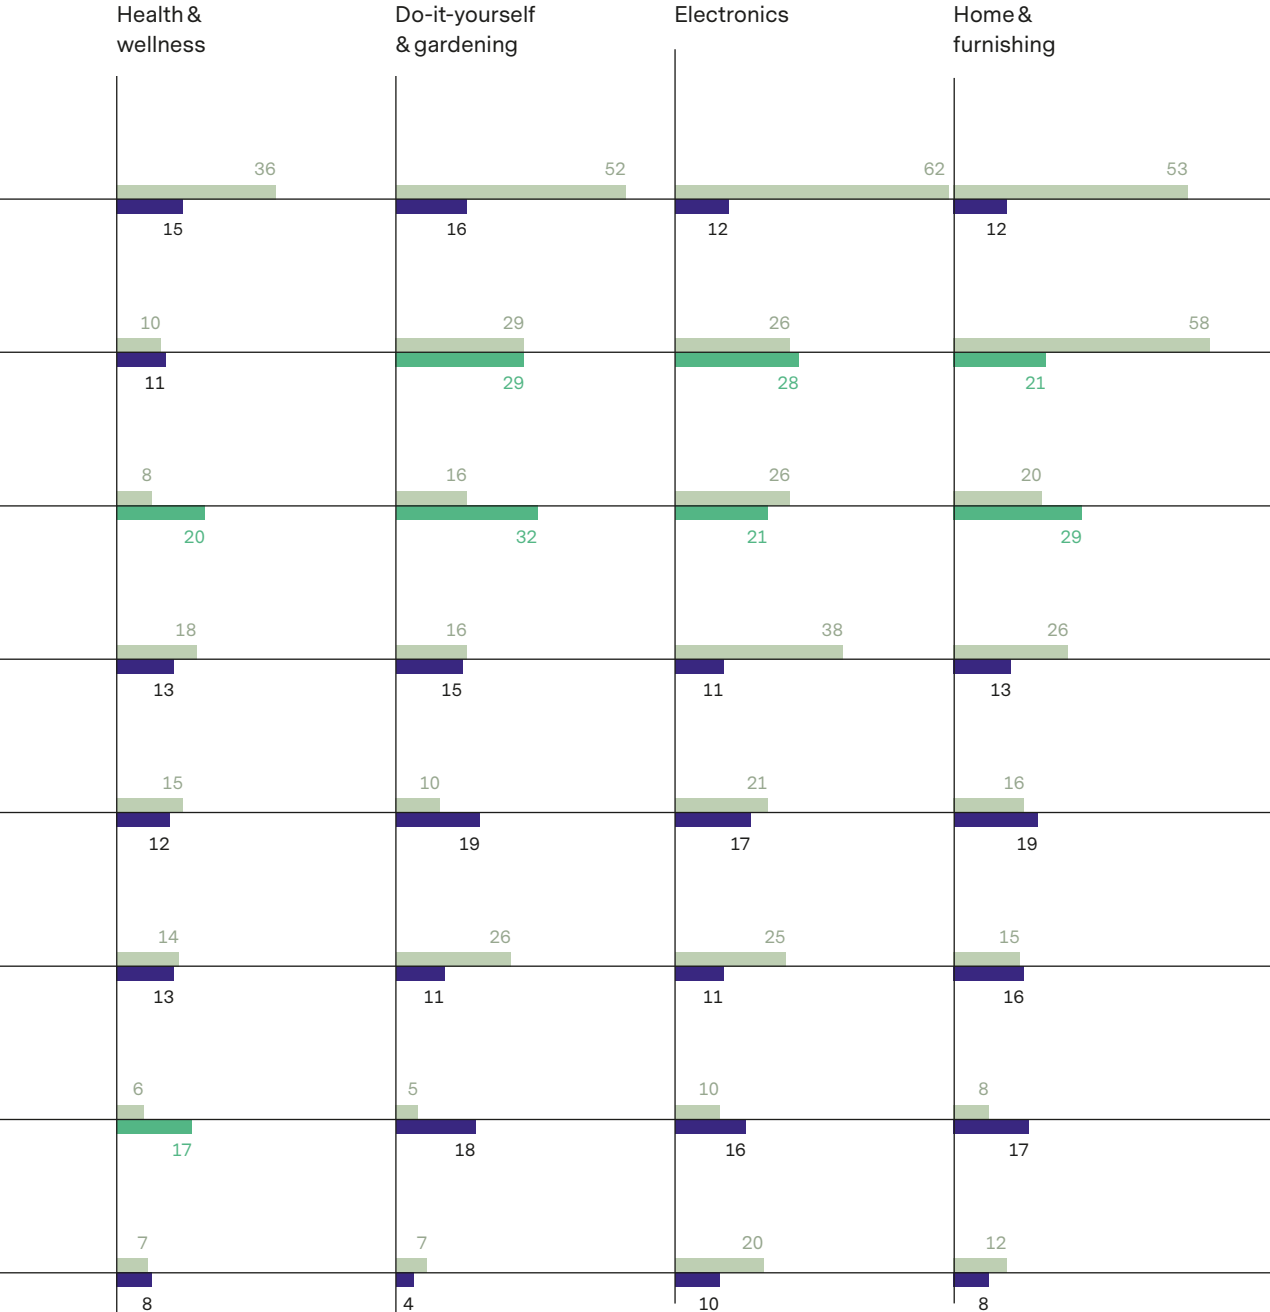 Health & Do-it-yourself Electronics Home &
wellness & gardening furnishing
36 52 62 53
15 16 12 12
10 29 26 58
11 29 28 21
8 16 26 20
20 32 21 29
18 16 38 26
13 15 11 13
15 10 21 16
12 19 17 19
14 26 25 15
13 11 11 16
6 5 10 8
17 18 16 17
7 7 20 12
8 4 10 8